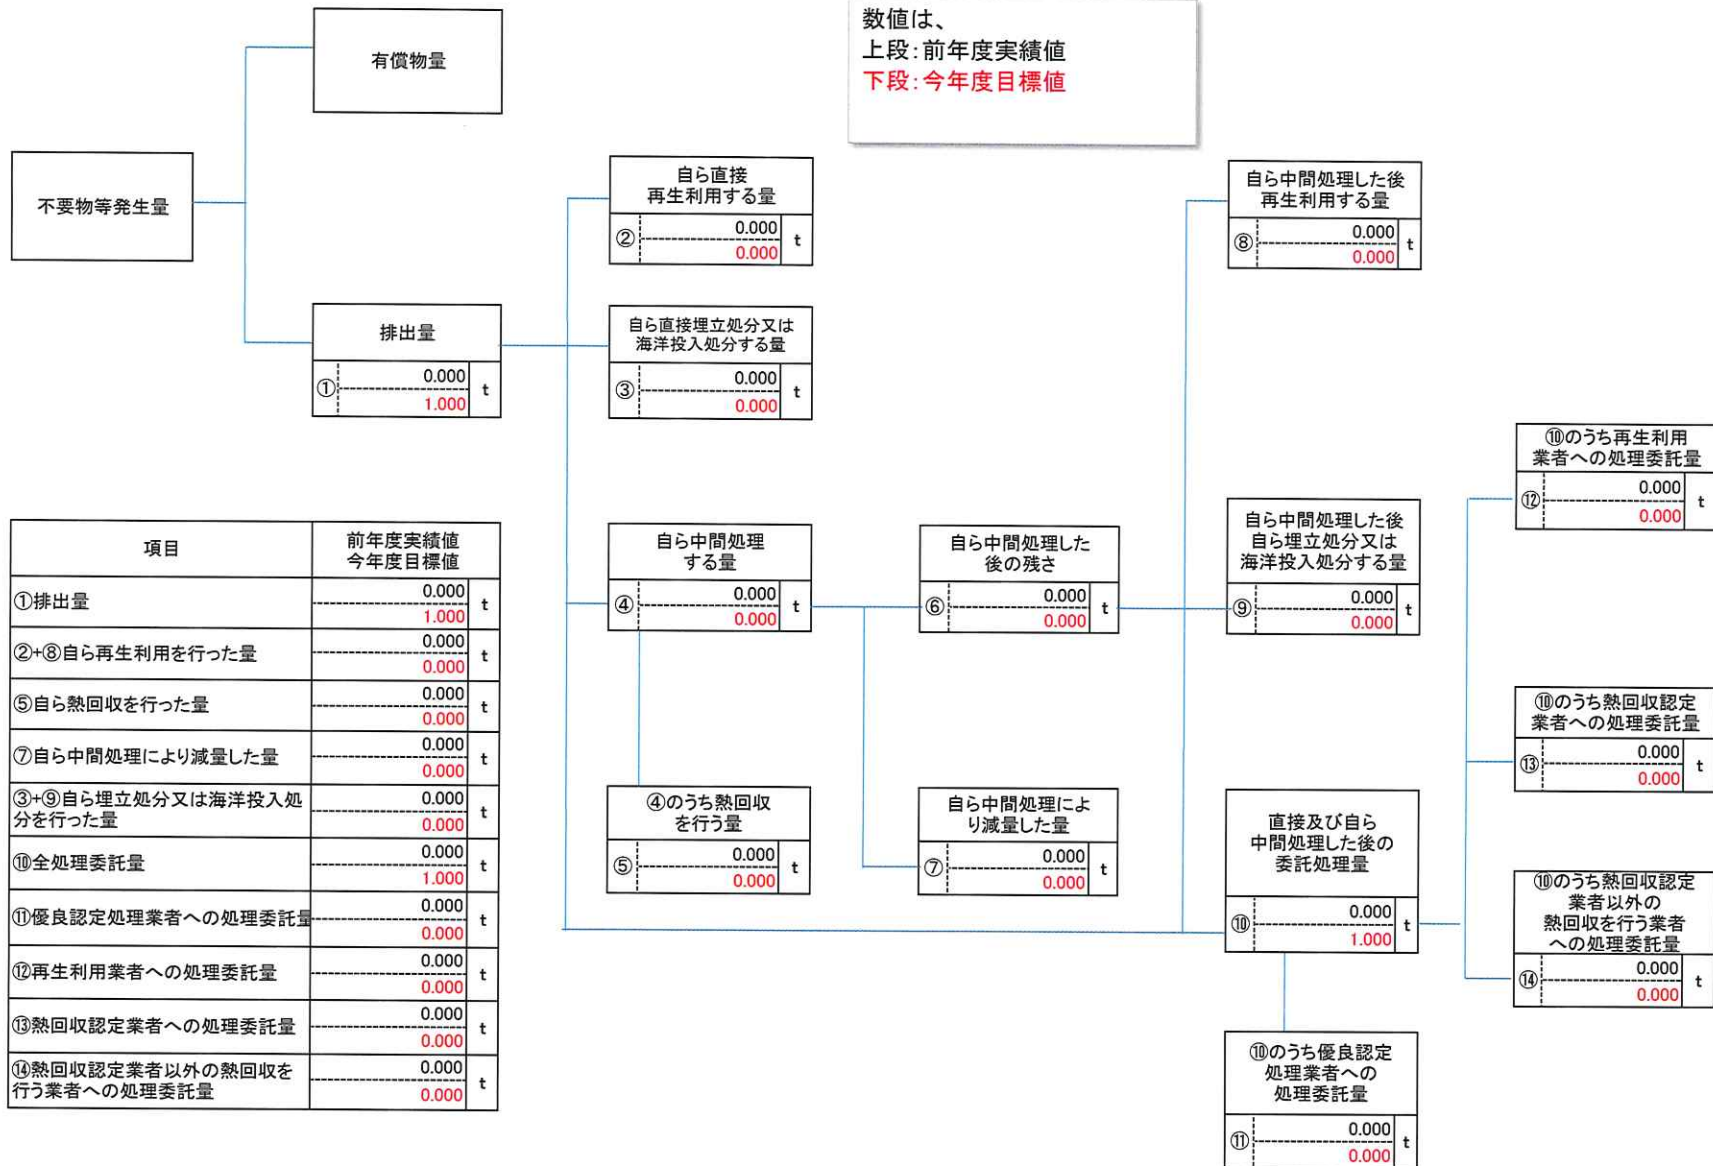 数値は、
上段：前年度実績値
下段：今年度目標値
有償物量
不要物等発生量
排出量
①
0.000
1.000
t
自ら直接
再生利用する量
②
0.000
0.000
t
自ら直接埋立処分又は
海洋投入処分する量
③
0.000
0.000
t
自ら中間処理
する量
④
0.000
0.000
t
④のうち熱回収
を行う量
⑤
0.000
0.000
t
自ら中間処理した
後の残さ
⑥
0.000
0.000
t
自ら中間処理によ
り減量した量
⑦
0.000
0.000
t
自ら中間処理した後
再生利用する量
⑧
0.000
0.000
t
自ら中間処理した後
自ら埋立処分又は
海洋投入処分する量
⑨
0.000
0.000
t
直接及び自ら
中間処理した後の
委託処理量
⑩
0.000
1.000
t
⑩のうち優良認定
処理業者への
処理委託量
⑪
0.000
0.000
t
⑩のうち再生利用
業者への処理委託量
⑫
0.000
0.000
t
⑩のうち熱回収認定
業者への処理委託量
⑬
0.000
0.000
t
⑩のうち熱回収認定
業者以外の
熱回収を行う業者
への処理委託量
⑭
0.000
0.000
t
項目
前年度実績値
今年度目標値
①排出量
0.000
1.000
t
②+⑧自ら再生利用を行った量
0.000
0.000
t
⑤自ら熱回収を行った量
0.000
0.000
t
⑦自ら中間処理により減量した量
0.000
0.000
t
③+⑨自ら埋立処分又は海洋投入処
分を行った量
0.000
0.000
t
⑩全処理委託量
0.000
1.000
t
⑪優良認定処理業者への処理委託量
0.000
0.000
t
⑫再生利用業者への処理委託量
0.000
0.000
t
⑬熱回収認定業者への処理委託量
0.000
0.000
t
⑭熱回収認定業者以外の熱回収を
行う業者への処理委託量
0.000
0.000
t